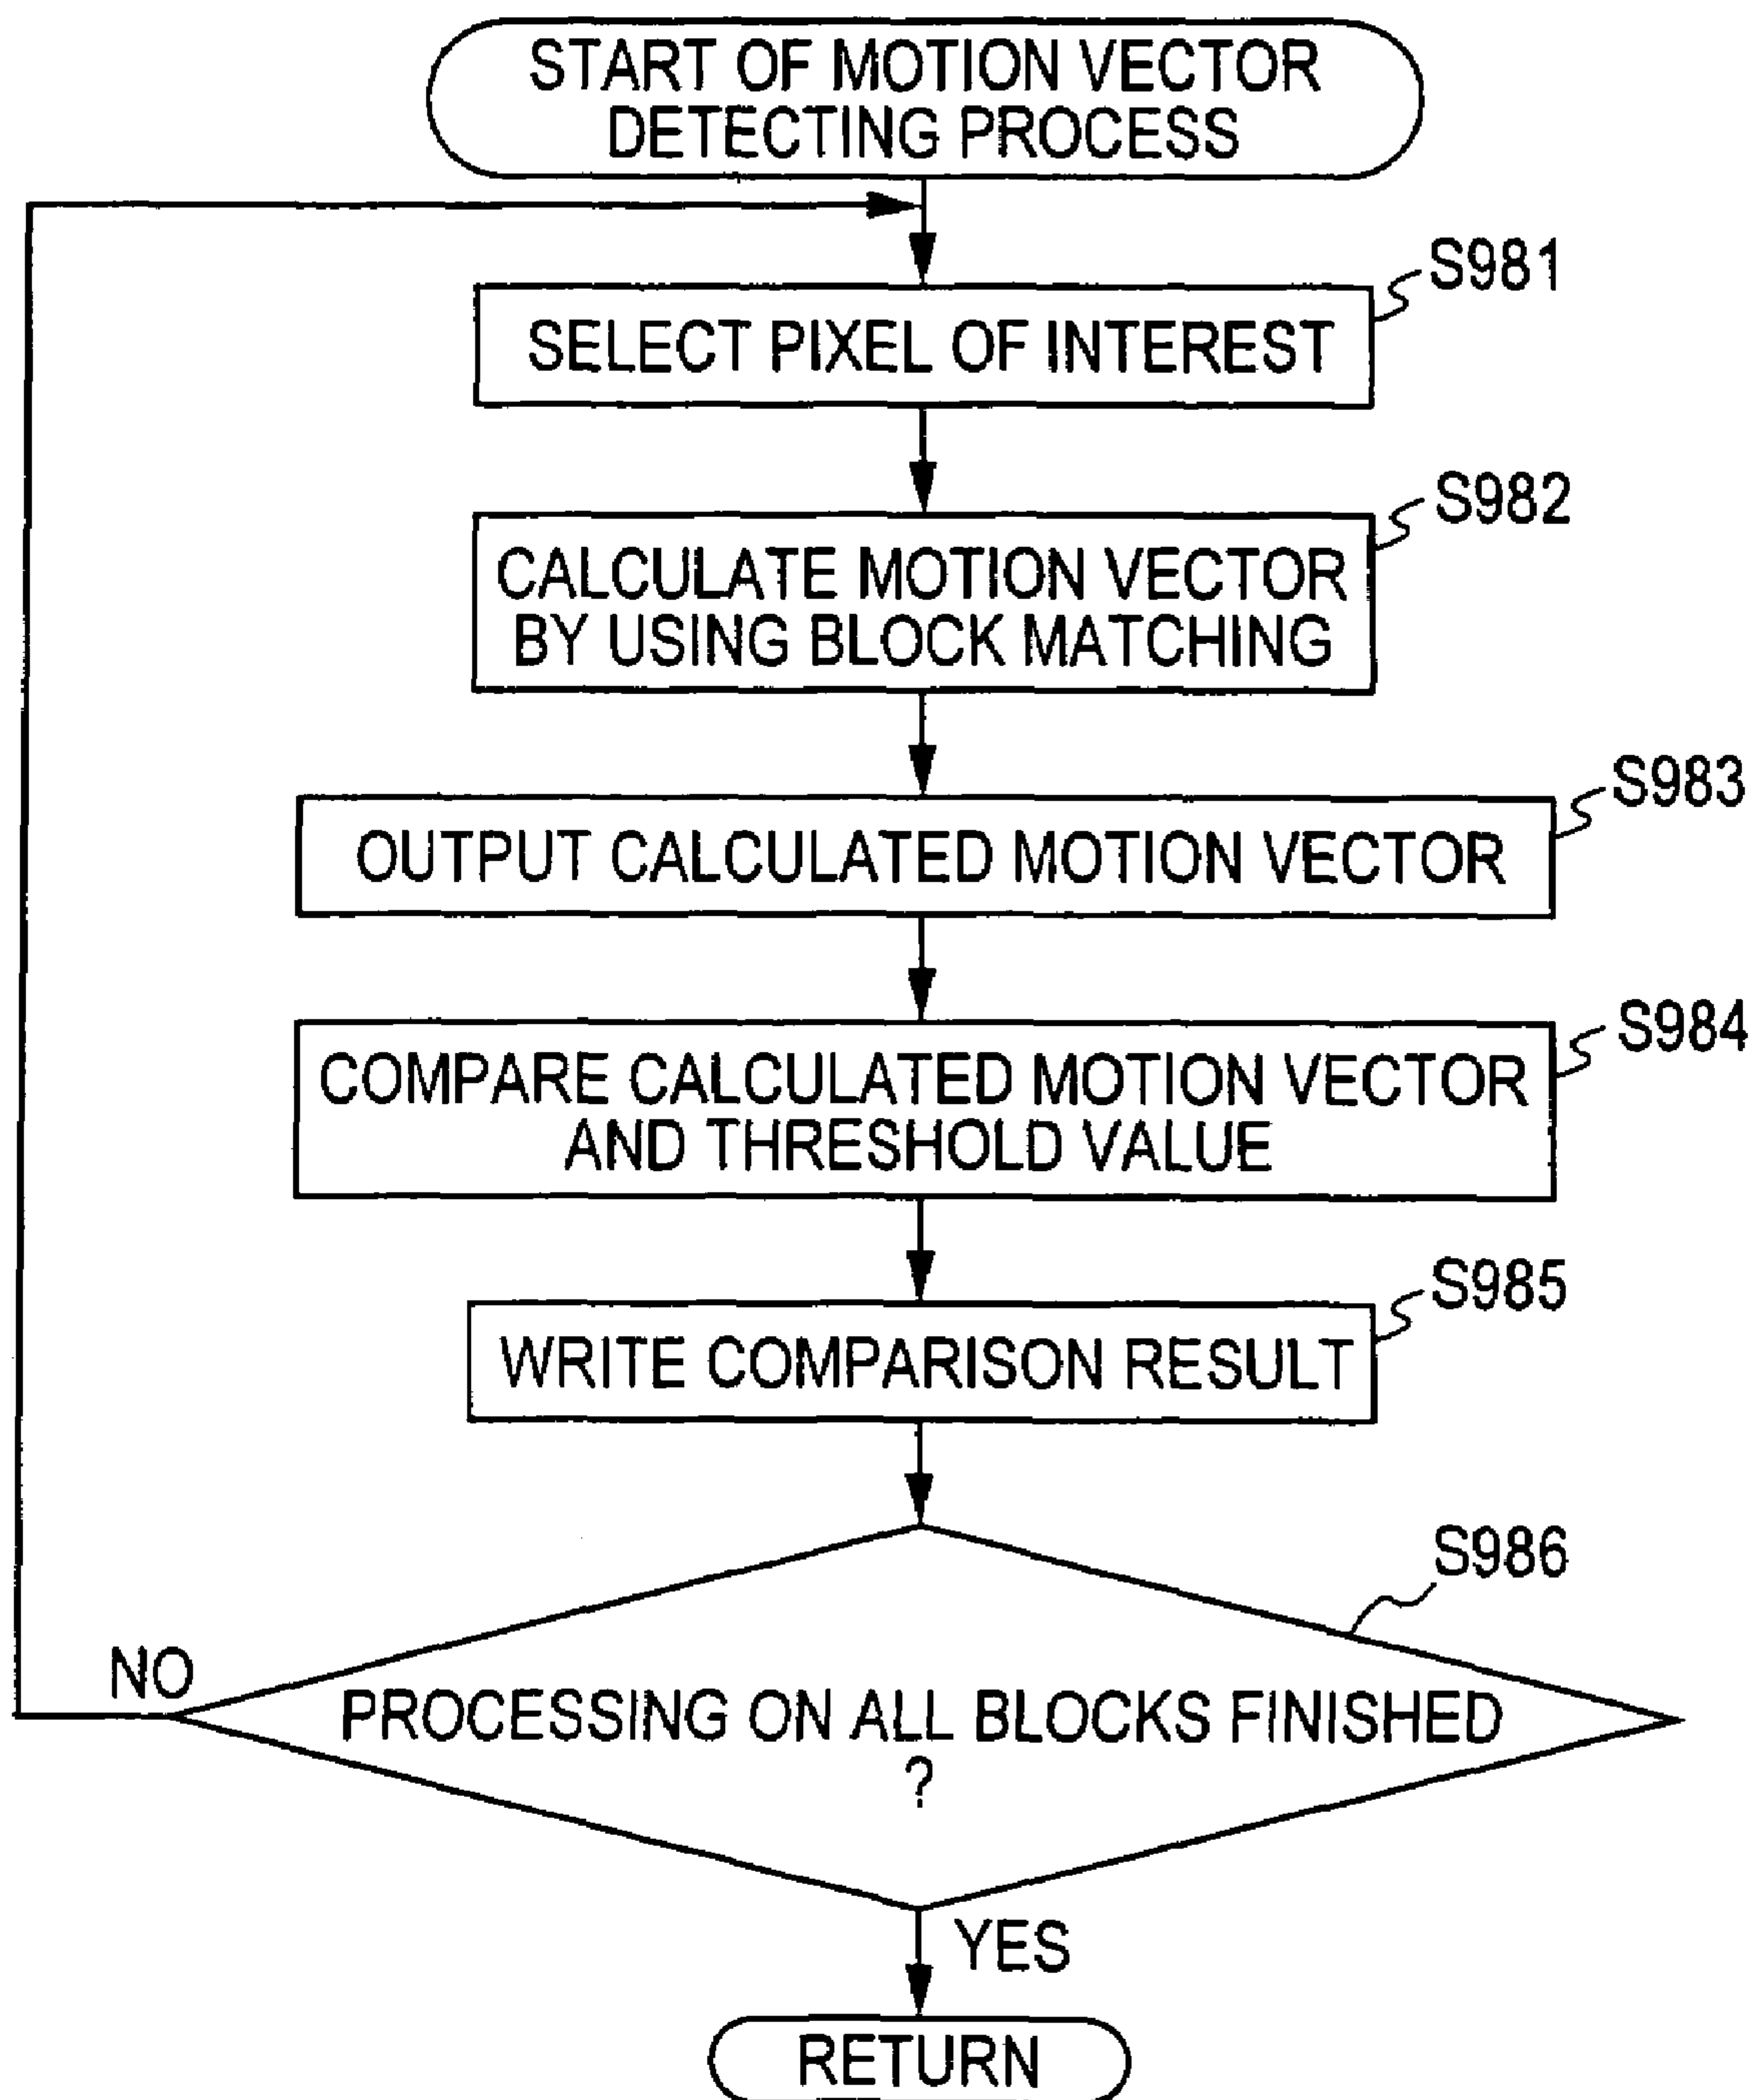 START OF MOTION VECTOR
DETECTING PROCESS
S981
SELECT PIXEL OF INTEREST
S982
CALCULATE MOTION VECTOR
BY USING BLOCK MATCHING
S983
OUTPUT CALCULATED MOTION VECTOR
S984
COMPARE CALCULATED MOTION VECTOR
AND THRESHOLD VALUE
S985
WRITE COMPARISON RESULT
S986
NO
PROCESSING ON ALL BLOCKS FINISHED
?
YES
RETURN